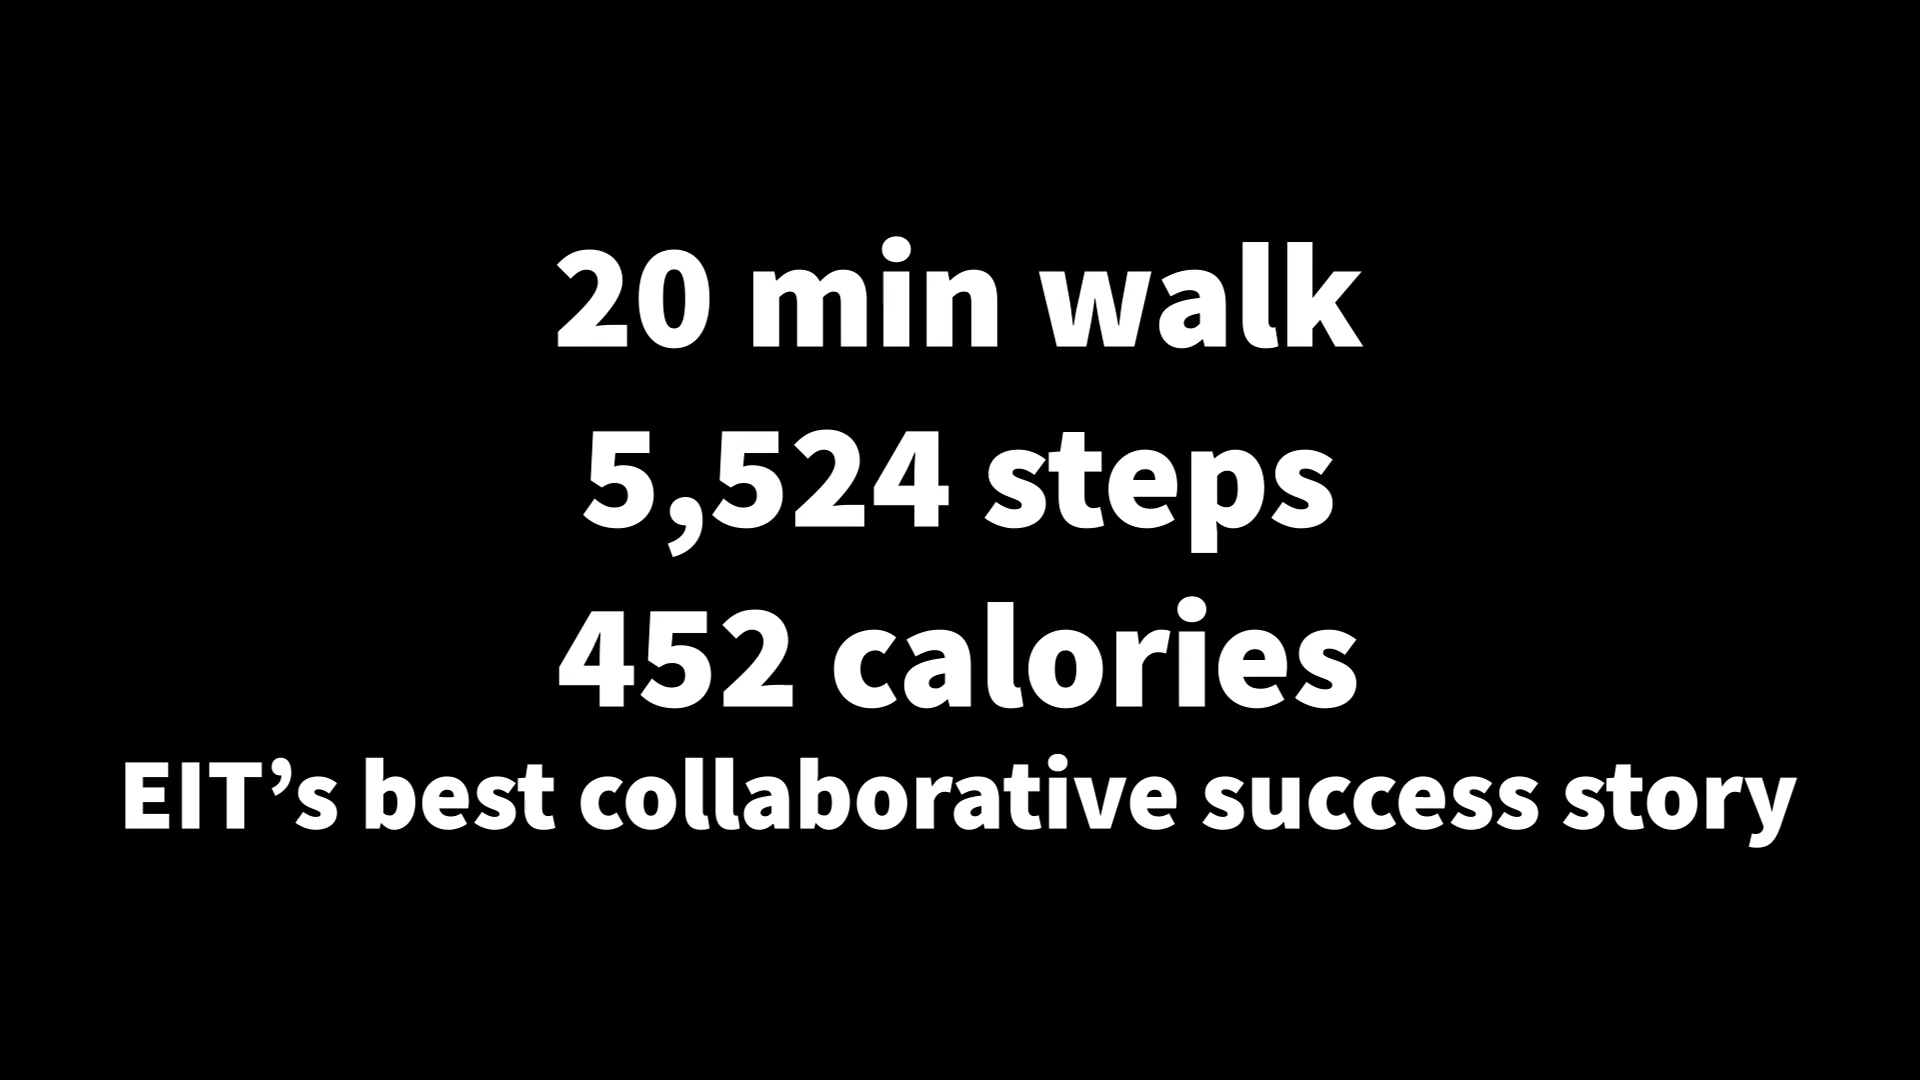 20 min walk
5,524 steps
452 calories
EIT’s best collaborative success story